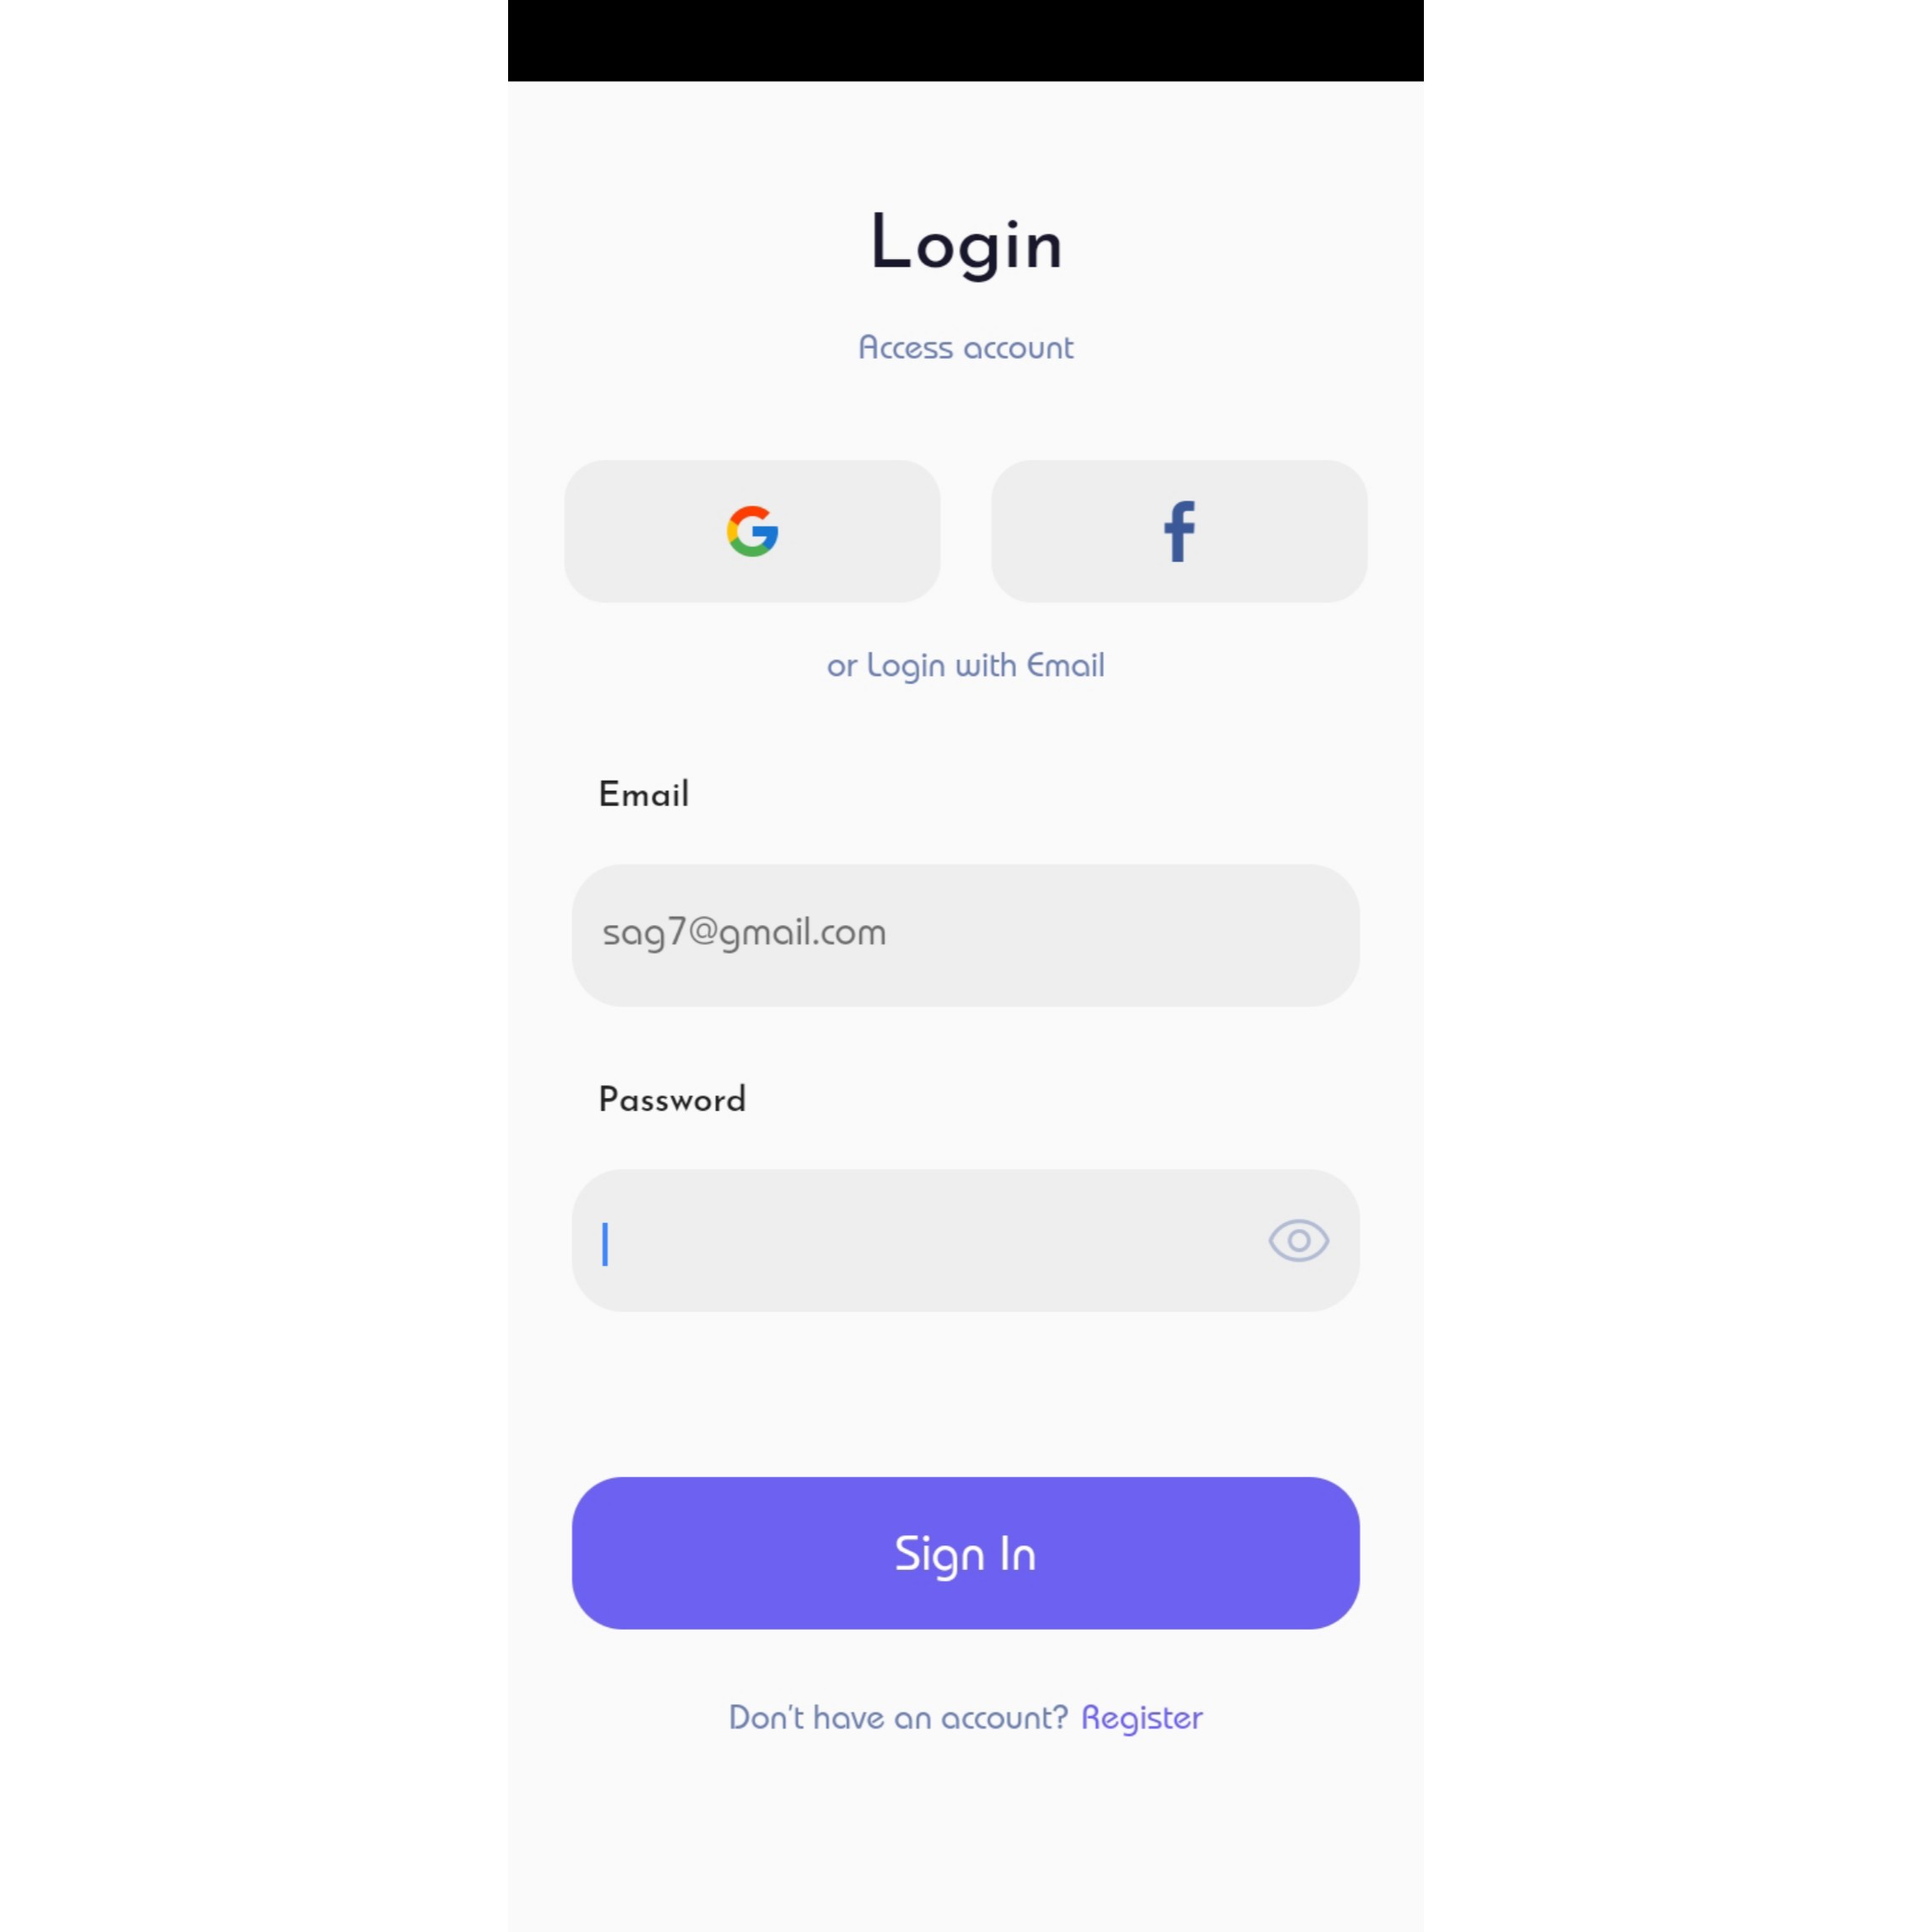 Login
Access account
or Login with Email
Email
sag7@gmail.com
Password
Sign In
Don't have an account? Register